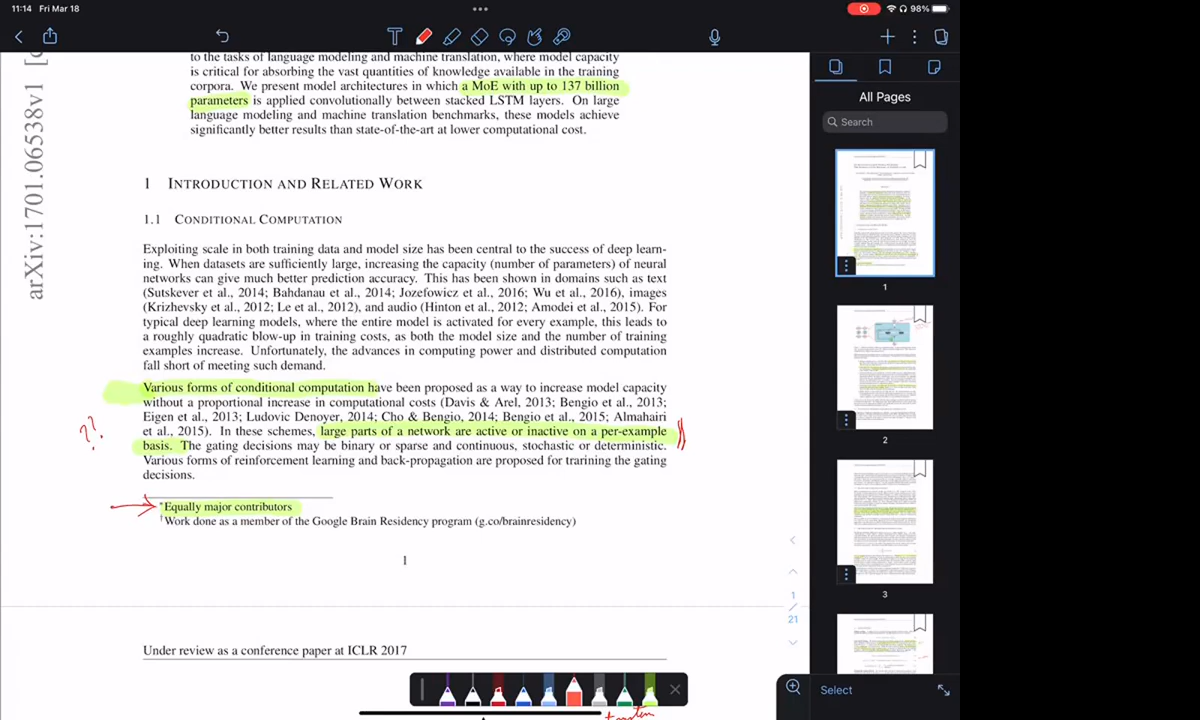 11:14 Fri Mar 18
98%
to the tasks of language modeling and machine translation, where model capacity
is critical for absorbing the vast quantities of knowledge available in the training
corpora. We present model architectures in which a MoE with up to 137 billion
parameters is applied convolutionally between stacked LSTM layers. On large
language modeling and machine translation benchmarks, these models achieve
significantly better results than state-of-the-art at lower computational cost.
arXiv:1701.06538v1
1 INTRODUCTION AND RELATED WORK
1.1 CONDITIONAL COMPUTATION
Exploiting scale in both training data and model size has been central to the success of deep learn-
ing. When datasets are sufficiently large, increasing the capacity (number of parameters) of neural
networks can give much better prediction accuracy. This has been shown in domains such as text
(Sutskever et al., 2014; Bahdanau et al., 2014; Jozefowicz et al., 2016; Wu et al., 2016), images
(Krizhevsky et al., 2012; Le et al., 2012), and audio (Hinton et al., 2012; Amodei et al., 2015). For
typical deep learning models, where the entire model is activated for every example, this leads to
a roughly quadratic blow-up in training costs, as both the model size and the number of training
examples increase. Unfortunately, the advances in computing power and distributed computation
fall short of meeting such demand.
Various forms of conditional computation have been proposed as a way to increase model capacity
without a proportional increase in computational costs (Davis & Arel, 2013; Bengio et al., 2013;
Eigen et al., 2013; Ludovic Denoyer, 2014; Cho & Bengio, 2014; Bengio et al., 2015; Almahairi
et al., 2015). In these schemes, large parts of a network are active or inactive on a per-example
basis. The gating decisions may be binary or sparse and continuous, stochastic or deterministic.
Various forms of reinforcement learning and back-propagation are proposed for trarining the gating
decisions.
??
*Equally major contributors
†Work done as a member of the Google Brain Residency program (g.co/brainresidency)
1
Under review as a conference paper at ICLR 2017
1
21
All Pages
Search
1
2
3
Select